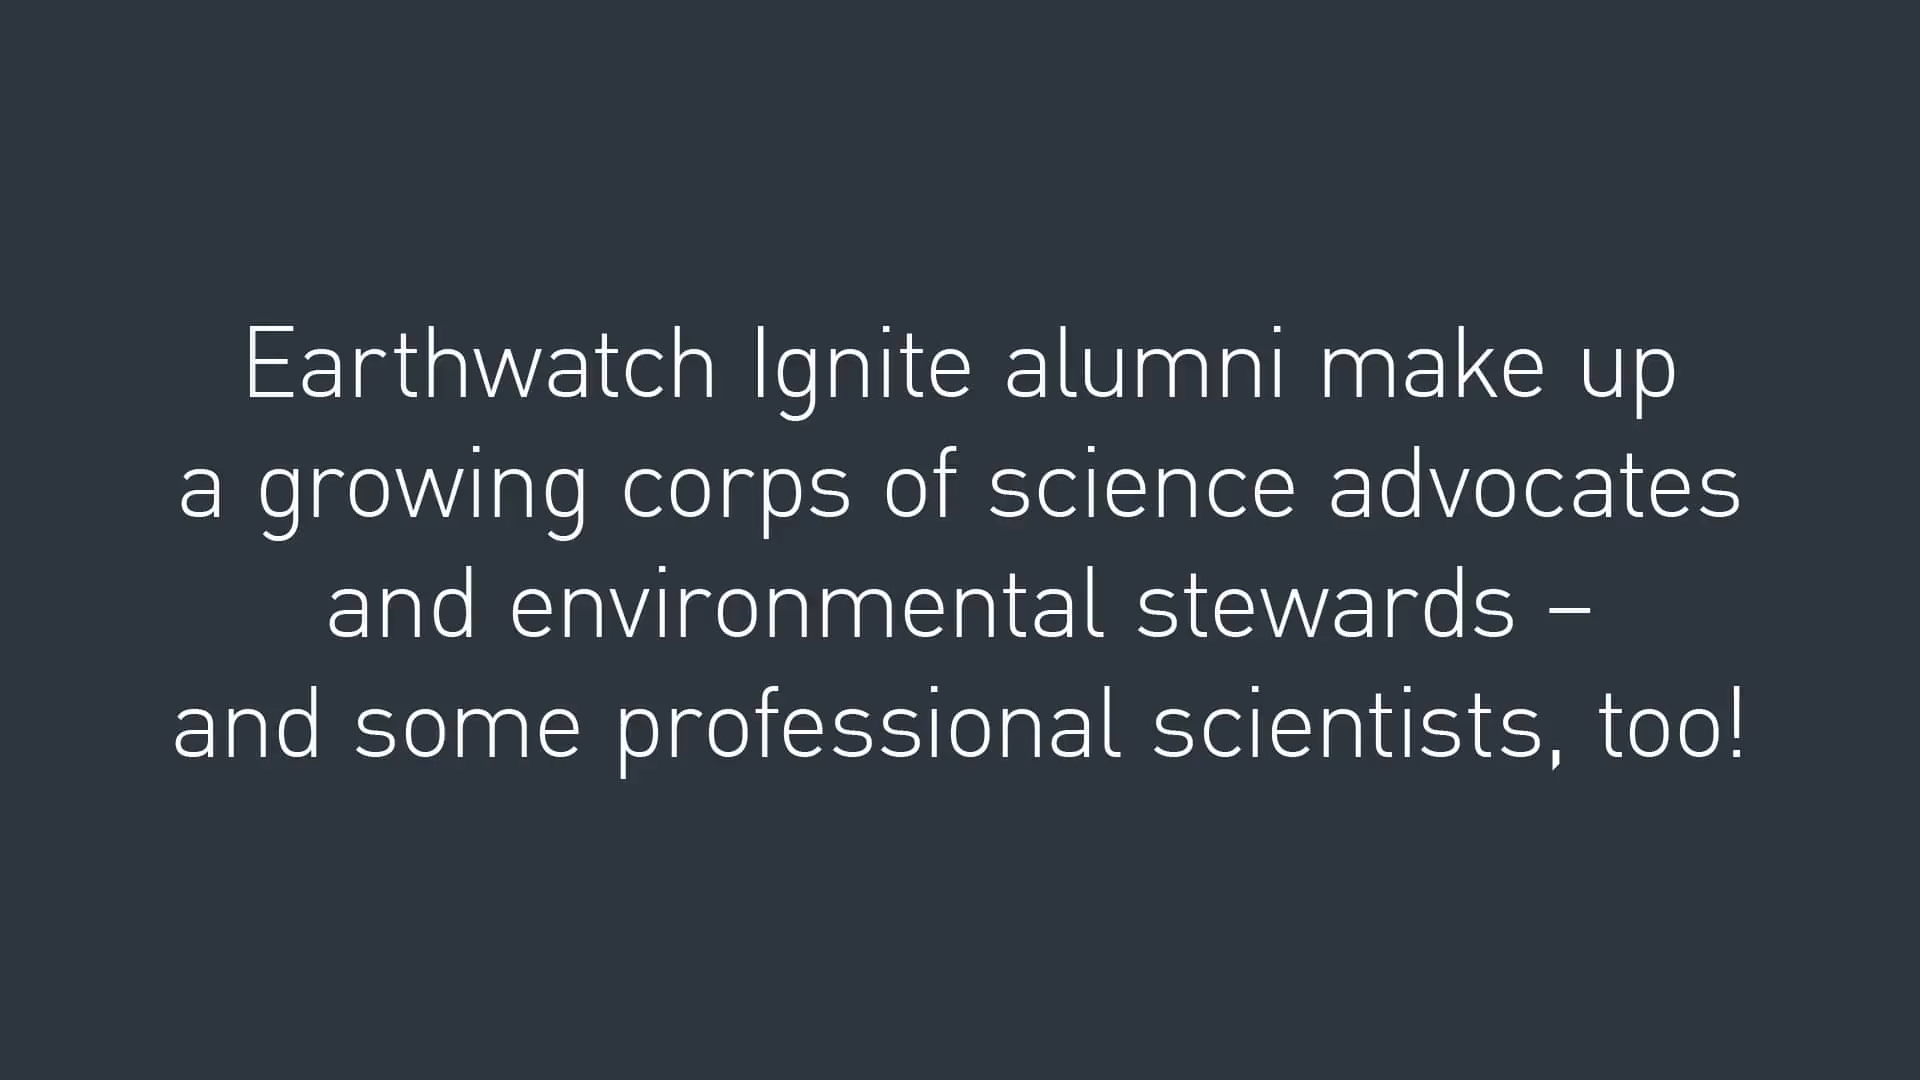 Earthwatch Ignite alumni make up
a growing corps of science advocates
and environmental stewards –
and some professional scientists, too!